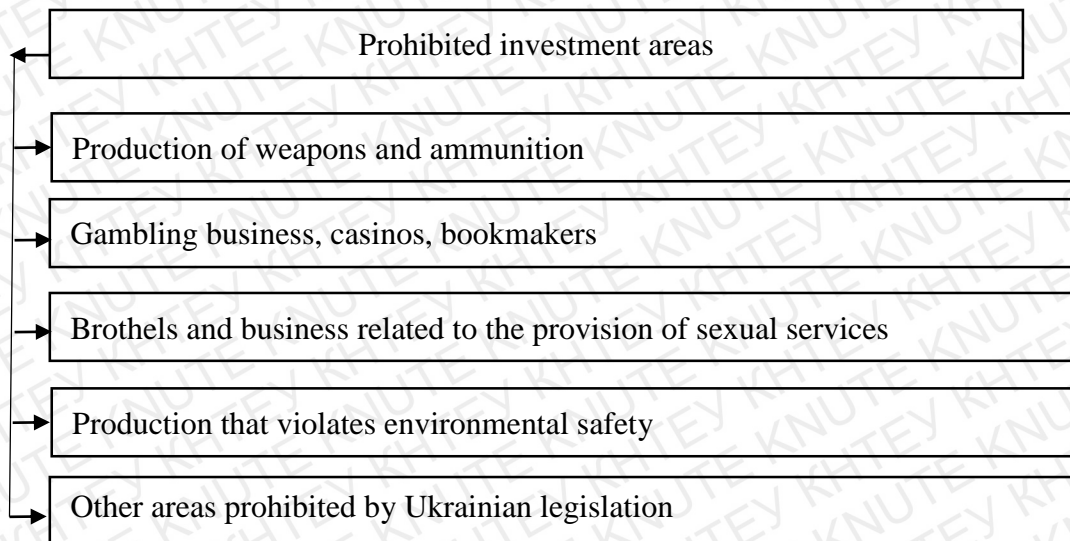 Prohibited investment areas
Production of weapons and ammunition
Gambling business, casinos, bookmakers
Brothels and business related to the provision of sexual services
Production that violates environmental safety
Other areas prohibited by Ukrainian legislation